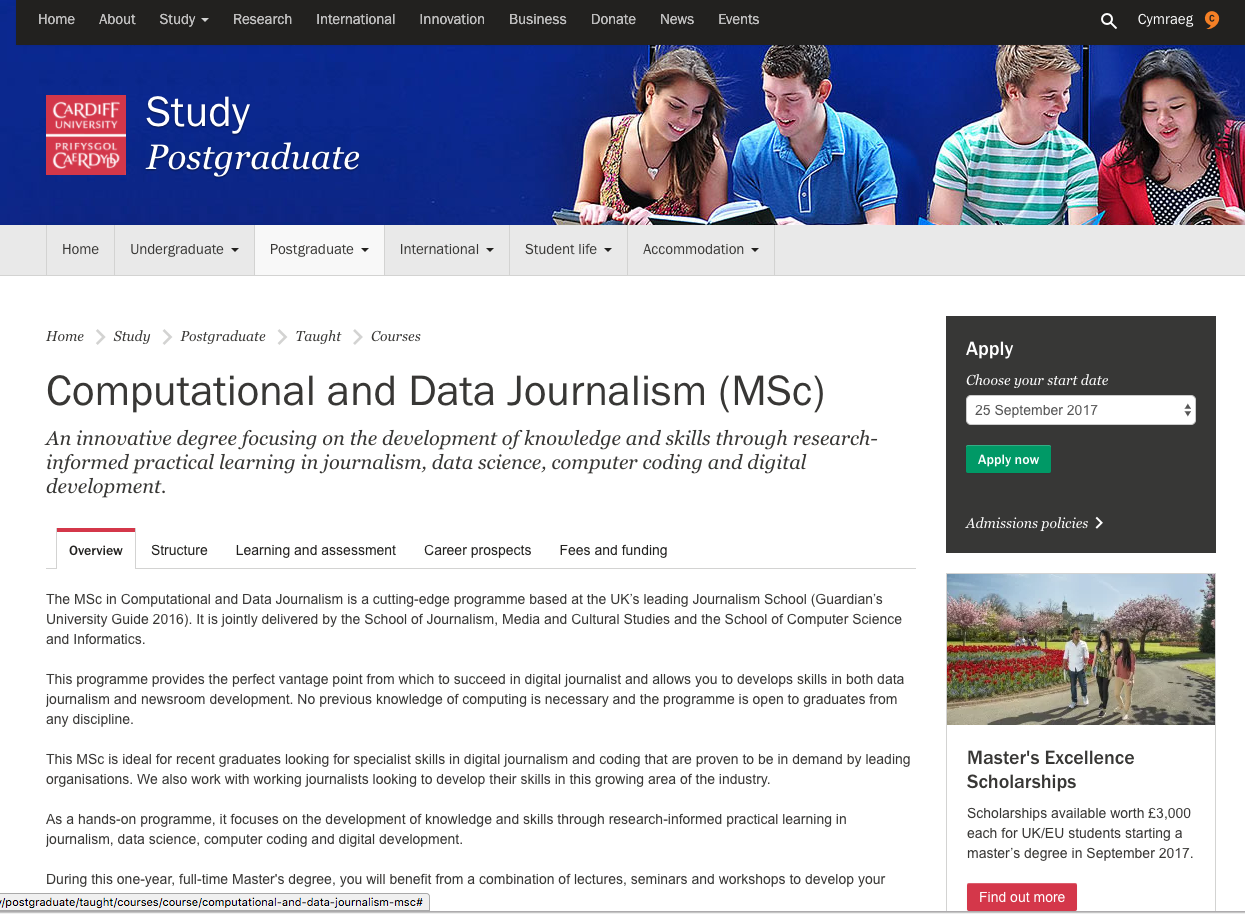 Home About Study Research International Innovation Business Donate News Events Cymraeg C
CARDIFF
UNIVERSITY
PRIFYSGOL
CAERDYDD
Study
Postgraduate
Home Undergraduate Postgraduate International Student life Accommodation
Home Study Postgraduate Taught Courses
Computational and Data Journalism (MSc)
An innovative degree focusing on the development of knowledge and skills through research-
informed practical learning in journalism, data science, computer coding and digital
development.
Overview Structure Learning and assessment Career prospects Fees and funding
The MSc in Computational and Data Journalism is a cutting-edge programme based at the UK’s leading Journalism School (Guardian’s
University Guide 2016). It is jointly delivered by the School of Journalism, Media and Cultural Studies and the School of Computer Science
and Informatics.
This programme provides the perfect vantage point from which to succeed in digital journalist and allows you to develops skills in both data
journalism and newsroom development. No previous knowledge of computing is necessary and the programme is open to graduates from
any discipline.
This MSc is ideal for recent graduates looking for specialist skills in digital journalism and coding that are proven to be in demand by leading
organisations. We also work with working journalists looking to develop their skills in this growing area of the industry.
As a hands-on programme, it focuses on the development of knowledge and skills through research-informed practical learning in
journalism, data science, computer coding and digital development.
During this one-year, full-time Master's degree, you will benefit from a combination of lectures, seminars and workshops to develop your
/postgraduate/taught/courses/course/computational-and-data-journalism-msc#
Apply
Choose your start date
25 September 2017
Apply now
Admissions policies
Master's Excellence
Scholarships
Scholarships available worth £3,000
each for UK/EU students starting a
master’s degree in September 2017.
Find out more